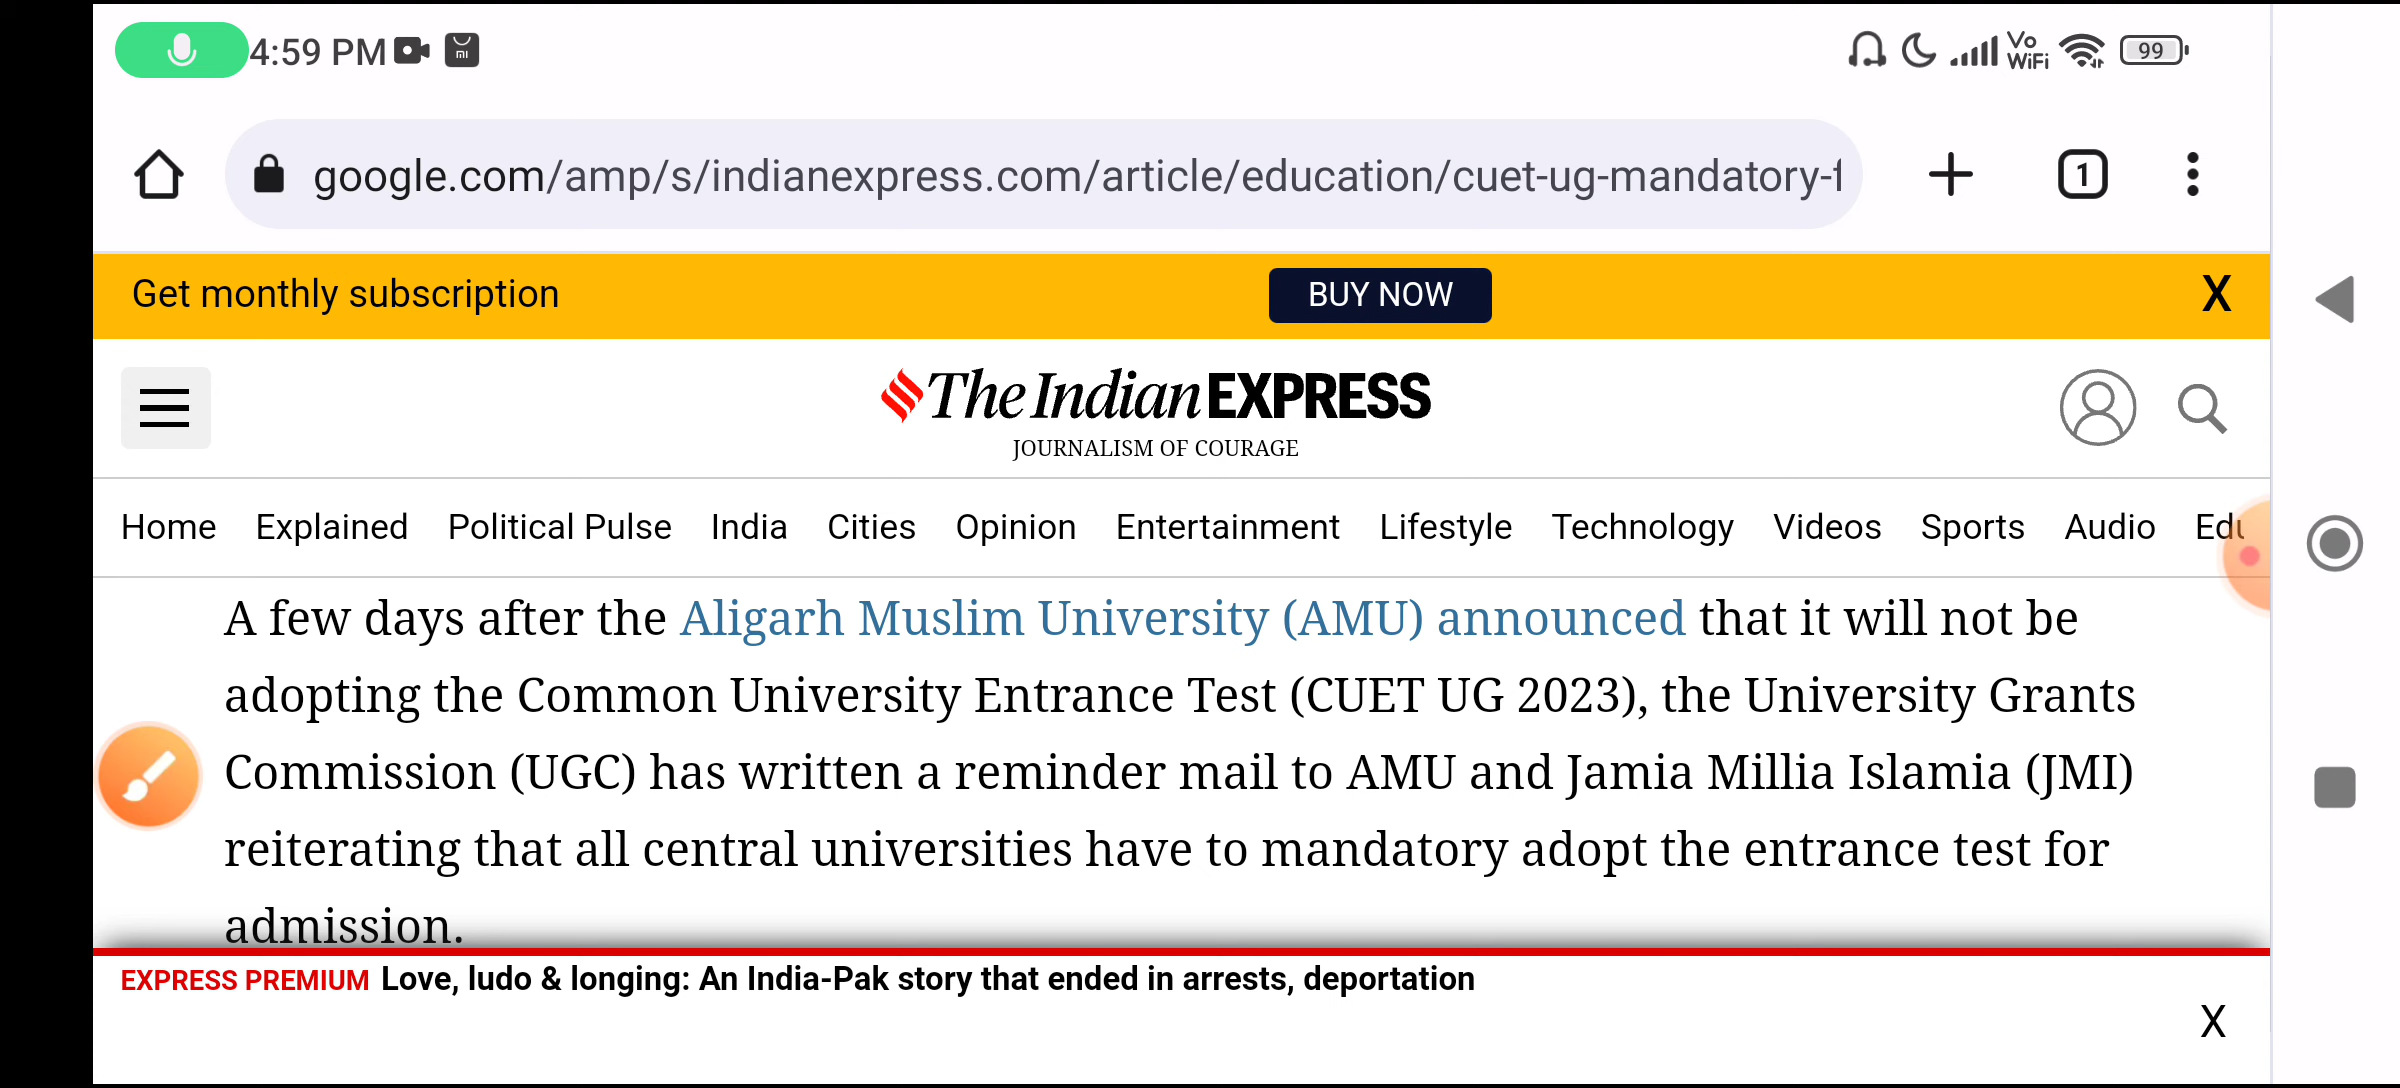 4:59 PM
mi
Vo
WiFi
99
google.com/amp/s/indianexpress.com/article/education/cuet-ug-mandatory-f
1
Get monthly subscription
BUY NOW
X
The Indian EXPRESS
JOURNALISM OF COURAGE
Home Explained Political Pulse India Cities Opinion Entertainment Lifestyle Technology Videos Sports Audio Edu
A few days after the Aligarh Muslim University (AMU) announced that it will not be
adopting the Common University Entrance Test (CUET UG 2023), the University Grants
Commission (UGC) has written a reminder mail to AMU and Jamia Millia Islamia (JMI)
reiterating that all central universities have to mandatory adopt the entrance test for
admission.
EXPRESS PREMIUM Love, ludo & longing: An India-Pak story that ended in arrests, deportation
X